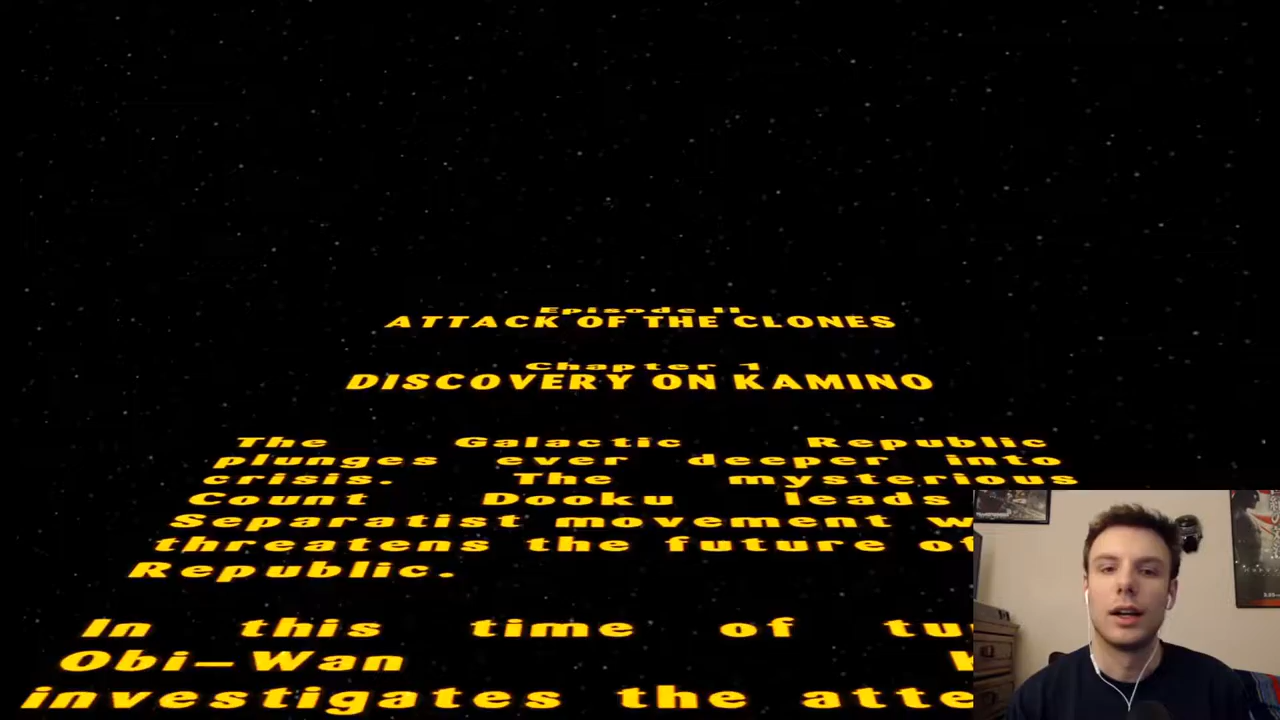 Episode II
ATTACK OF THE CLONES
Chapter 1
DISCOVERY ON KAMINO
The Galactic Republic
plunges ever deeper into
crisis. The mysterious
Count Dooku leads
Separatist movement
threatens the future of
Republic.
In this time of
Obi-Wan
investigates the